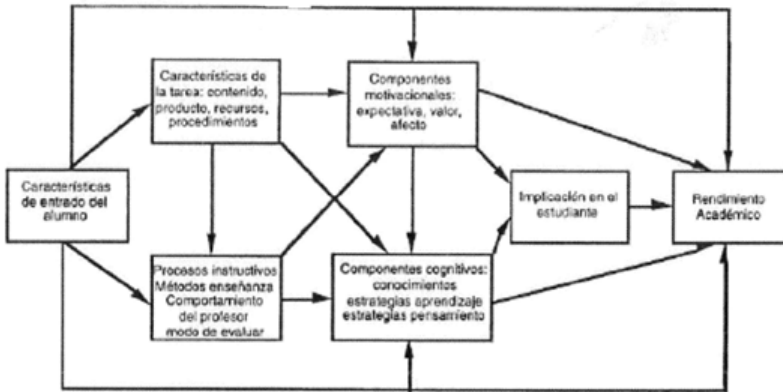 Características de
la tarea: contenido,
producto, recursos,
procedimientos
Componentes
motivacionales:
expectativa, valor,
afecto
Características
de entrado del
alumno
Implicación en el
estudiante
Rendimiento
Académico
Procesos instructivos
Métodos enseñanza
Comportamiento
del profesor
modo de evaluar
Componentes cognitivos:
conocimientos
estrategias aprendizaje
estrategias pensamiento